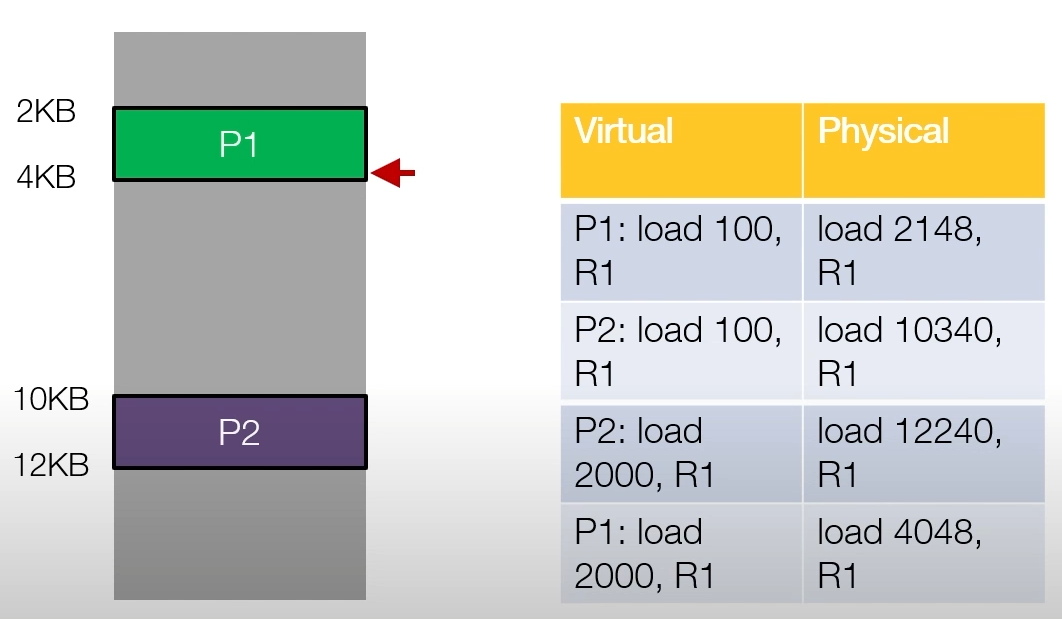 2KB
P1
4KB
10KB
P2
12KB
Virtual
Physical
P1: load 100,
R1
load 2148,
R1
P2: load 100,
R1
load 10340,
R1
P2: load
2000, R1
load 12240,
R1
P1: load
2000, R1
load 4048,
R1